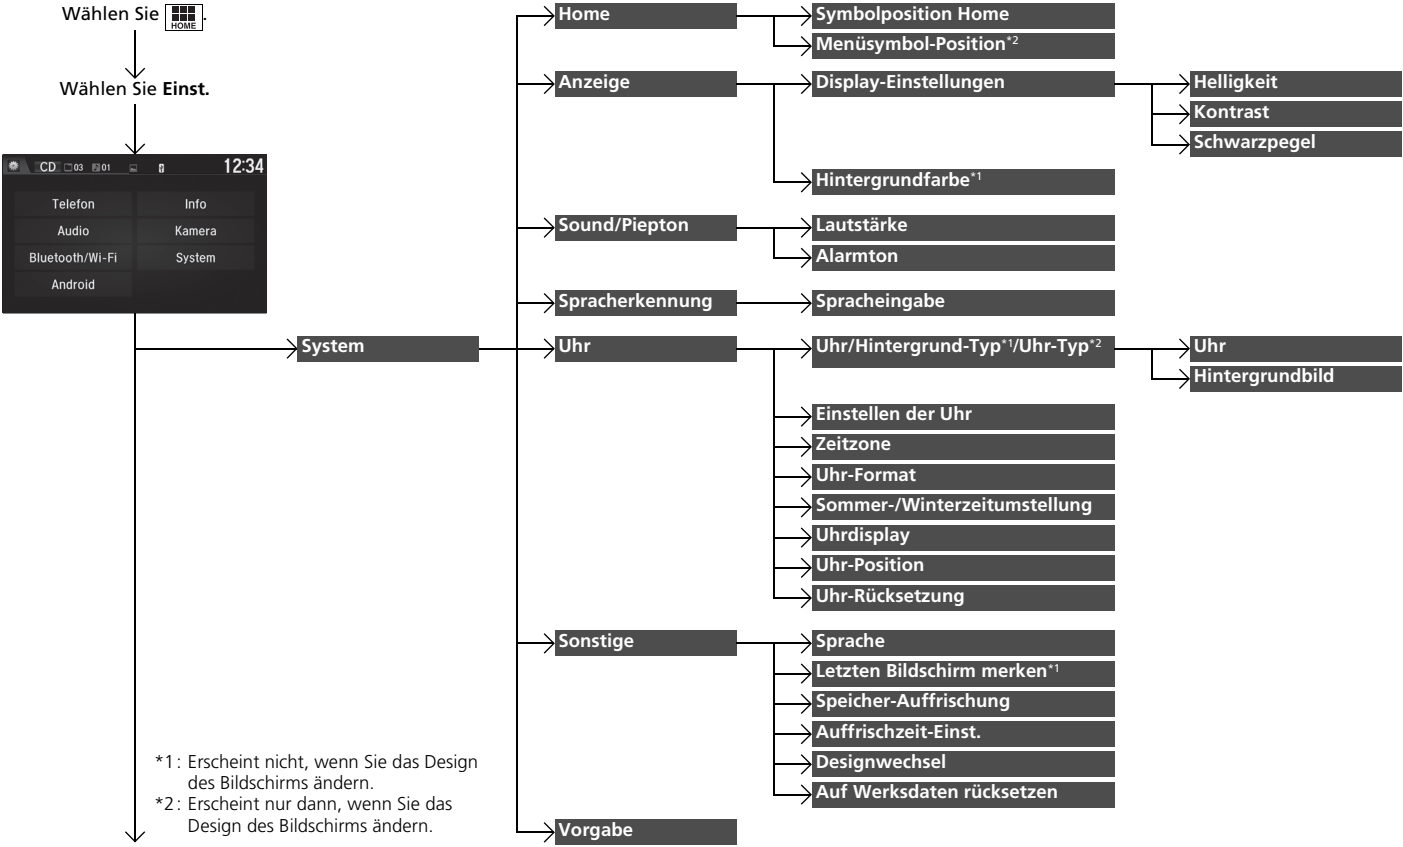 Wählen Sie HOME.
Wählen Sie Einst.
CD 03 01 12:34
Telefon Info
Audio Kamera
Bluetooth/Wi-Fi System
Android
System
Home
Symbolposition Home
Menüsymbol-Position*2
Anzeige
Display-Einstellungen
Helligkeit
Kontrast
Schwarzpegel
Hintergrundfarbe*1
Sound/Piepton
Lautstärke
Alarmton
Spracherkennung
Spracheingabe
Uhr
Uhr/Hintergrund-Typ*1/Uhr-Typ*2
Uhr
Hintergrundbild
Einstellen der Uhr
Zeitzone
Uhr-Format
Sommer-/Winterzeitumstellung
Uhrdisplay
Uhr-Position
Uhr-Rücksetzung
Sonstige
Sprache
Letzten Bildschirm merken*1
Speicher-Auffrischung
Auffrischzeit-Einst.
Designwechsel
Auf Werksdaten rücksetzen
Vorgabe
*1: Erscheint nicht, wenn Sie das Design
des Bildschirms ändern.
*2: Erscheint nur dann, wenn Sie das
Design des Bildschirms ändern.